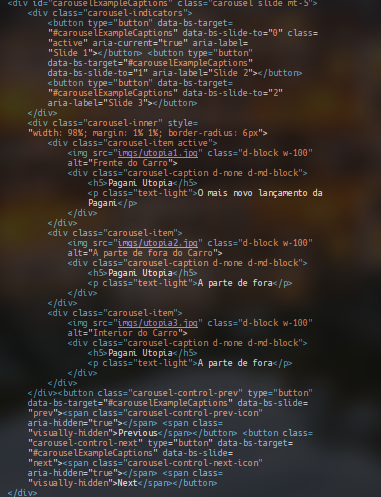 <div id="carouselExampleCaptions" class="carousel slide mt-5">
<div class="carousel-indicators">
<button type="button" data-bs-target=
"#carouselExampleCaptions" data-bs-slide-to="0" class=
"active" aria-current="true" aria-label=
"Slide 1"></button> <button type="button"
data-bs-target="#carouselExampleCaptions"
data-bs-slide-to="1" aria-label="Slide 2"></button>
<button type="button" data-bs-target=
"#carouselExampleCaptions" data-bs-slide-to="2"
aria-label="Slide 3"></button>
</div>
<div class="carousel-inner" style=
"width: 98%; margin: 1% 1%; border-radius: 6px">
<div class="carousel-item active">
<img src="imgs/utopia1.jpg" class="d-block w-100"
alt="Frente do Carro">
<div class="carousel-caption d-none d-md-block">
<h5>Pagani Utopia</h5>
<p class="text-light">O mais novo lançamento da
Pagani</p>
</div>
</div>
<div class="carousel-item">
<img src="imgs/utopia2.jpg" class="d-block w-100"
alt="A parte de fora do Carro">
<div class="carousel-caption d-none d-md-block">
<h5>Pagani Utopia</h5>
<p class="text-light">A parte de fora</p>
</div>
</div>
<div class="carousel-item">
<img src="imgs/utopia3.jpg" class="d-block w-100"
alt="Interior do Carro">
<div class="carousel-caption d-none d-md-block">
<h5>Pagani Utopia</h5>
<p class="text-light">A parte de fora</p>
</div>
</div>
</div><button class="carousel-control-prev" type="button"
data-bs-target="#carouselExampleCaptions" data-bs-slide=
"prev"><span class="carousel-control-prev-icon"
aria-hidden="true"></span> <span class=
"visually-hidden">Previous</span></button> <button class=
"carousel-control-next" type="button" data-bs-target=
"#carouselExampleCaptions" data-bs-slide=
"next"><span class="carousel-control-next-icon"
aria-hidden="true"></span> <span class=
"visually-hidden">Next</span></button>
</div>